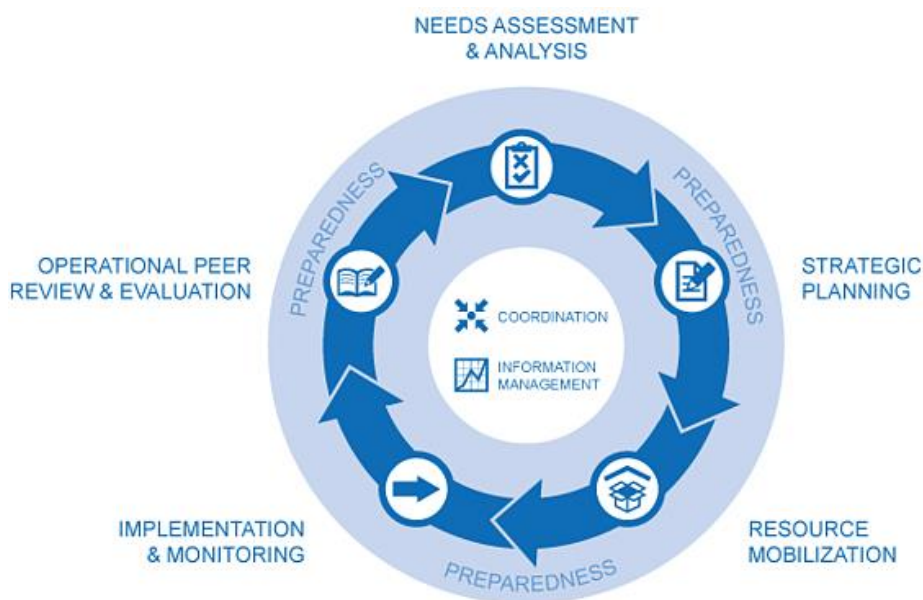 NEEDS ASSESSMENT
& ANALYSIS
PREPAREDNESS
PREPAREDNESS
OPERATIONAL PEER
REVIEW & EVALUATION
STRATEGIC
PLANNING
COORDINATION
INFORMATION
MANAGEMENT
IMPLEMENTATION
& MONITORING
RESOURCE
MOBILIZATION
PREPAREDNESS